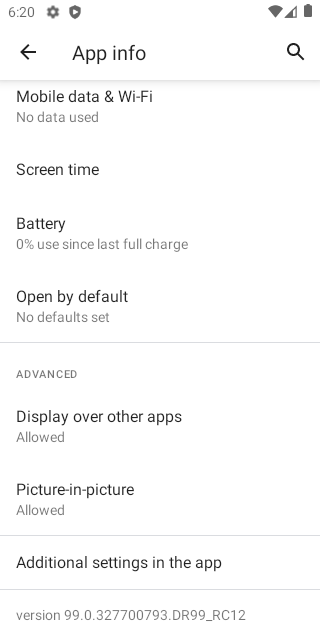 6:20
App info
Mobile data & Wi-Fi
No data used
Screen time
Battery
0% use since last full charge
Open by default
No defaults set
ADVANCED
Display over other apps
Allowed
Picture-in-picture
Allowed
Additional settings in the app
version 99.0.327700793.DR99_RC12